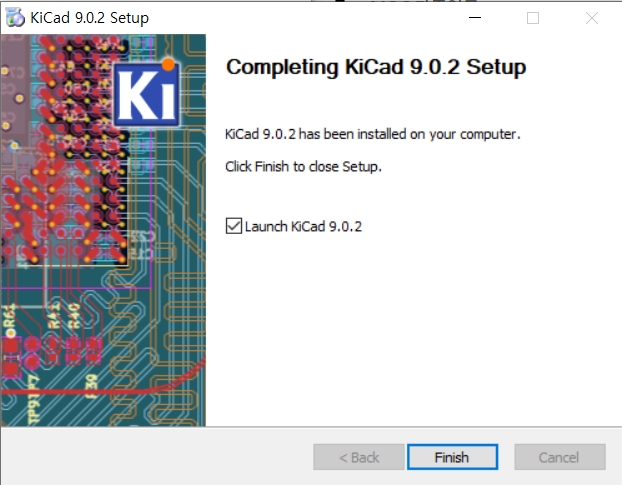 KiCad 9.0.2 Setup
Completing KiCad 9.0.2 Setup
Ki
KiCad 9.0.2 has been installed on your computer.
Click Finish to close Setup.
Launch KiCad 9.0.2
R64
R41
R40
TP91
R39
< Back
Finish
Cancel